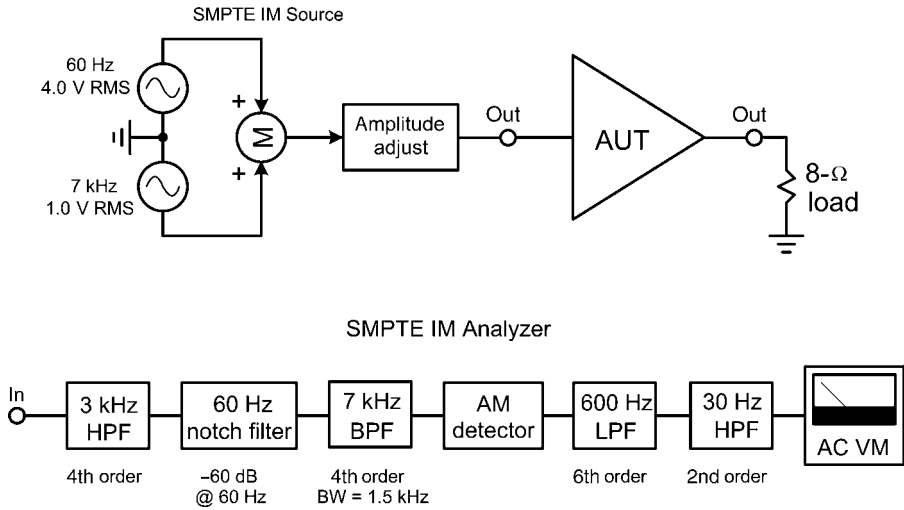 SMPTE IM Source
60 Hz
4.0 V RMS
+
M
+
7 kHz
1.0 V RMS
Amplitude
adjust
Out
AUT
Out
8-Ω
load
SMPTE IM Analyzer
In
3 kHz
HPF
4th order
60 Hz
notch filter
–60 dB
@ 60 Hz
7 kHz
BPF
4th order
BW = 1.5 kHz
AM
detector
600 Hz
LPF
6th order
30 Hz
HPF
2nd order
AC VM